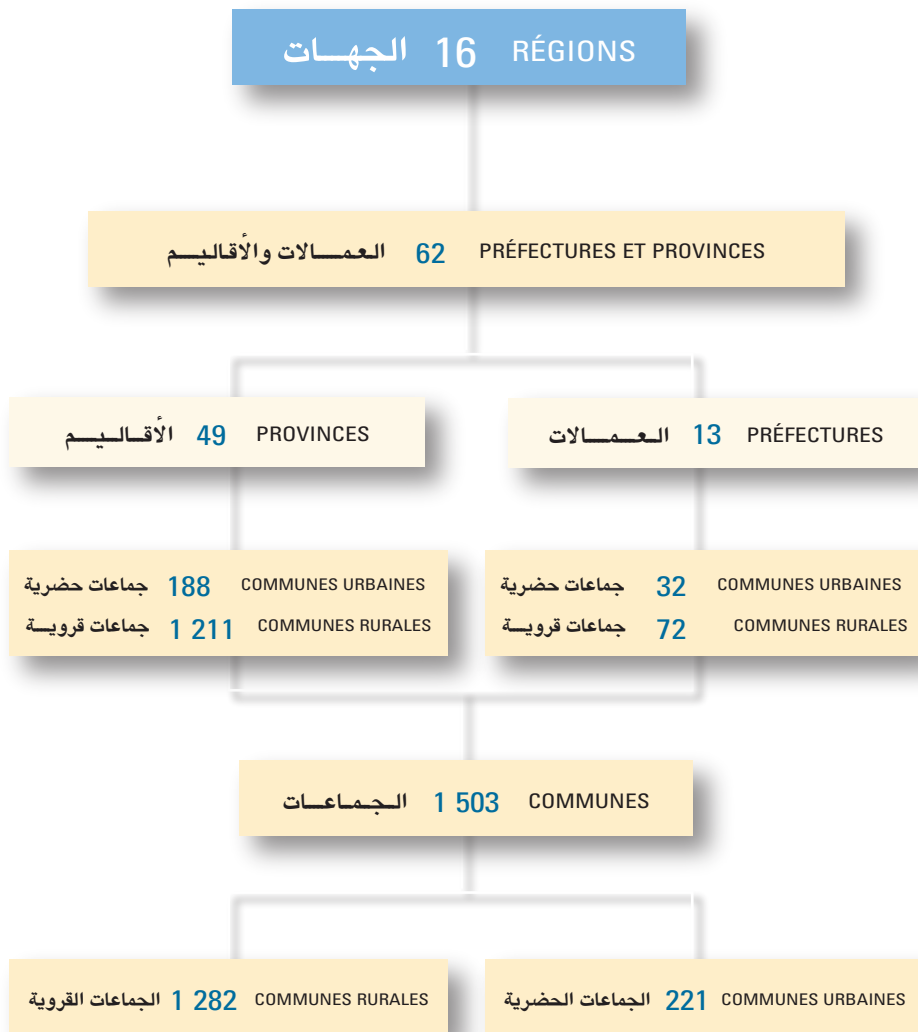 الجهات 16 RÉGIONS
العمالات والأقاليم 62 PRÉFECTURES ET PROVINCES
الأقاليم 49 PROVINCES
العمالات 13 PRÉFECTURES
جماعات حضرية 188 COMMUNES URBAINES
جماعات قروية 1 211 COMMUNES RURALES
جماعات حضرية 32 COMMUNES URBAINES
جماعات قروية 72 COMMUNES RURALES
الجماعات 1 503 COMMUNES
الجماعات القروية 1 282 COMMUNES RURALES
الجماعات الحضرية 221 COMMUNES URBAINES